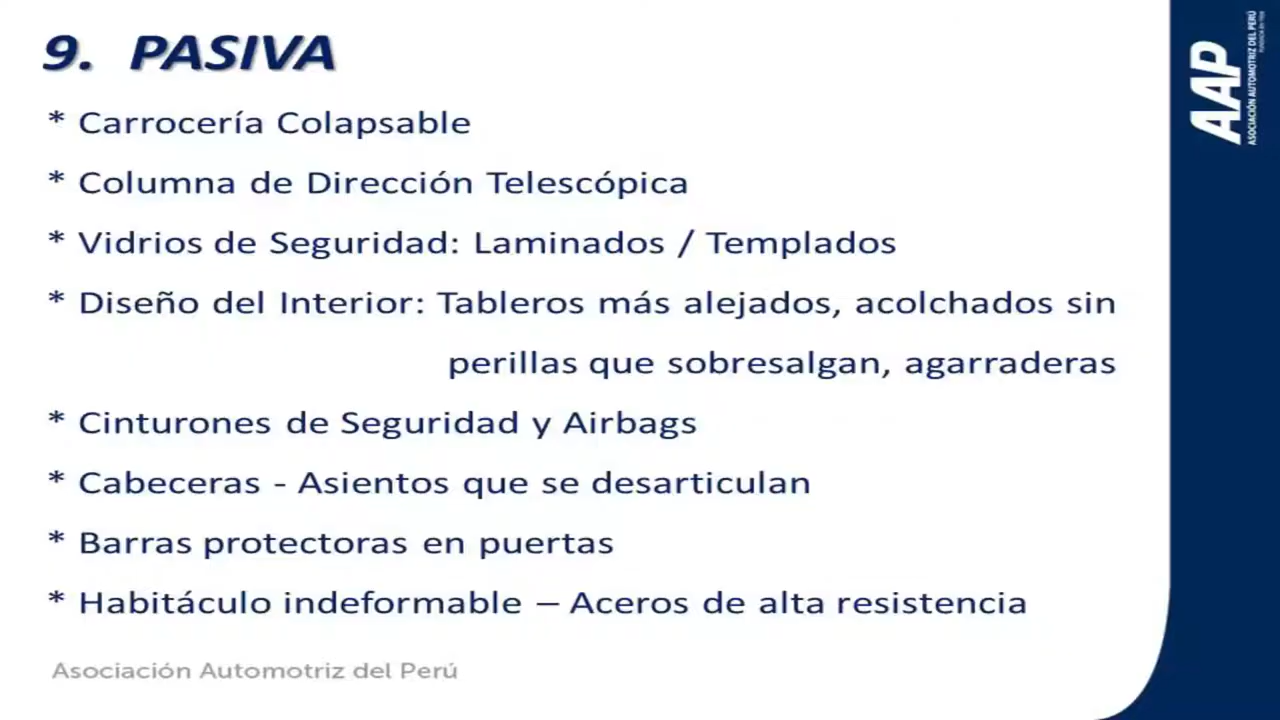 9. PASIVA
* Carrocería Colapsable
* Columna de Dirección Telescópica
* Vidrios de Seguridad: Laminados / Templados
* Diseño del Interior: Tableros más alejados, acolchados sin
perillas que sobresalgan, agarraderas
* Cinturones de Seguridad y Airbags
* Cabeceras - Asientos que se desarticulan
* Barras protectoras en puertas
* Habitáculo indeformable – Aceros de alta resistencia
Asociación Automotriz del Perú
AAP
ASOCIACIÓN AUTOMOTRIZ DEL PERÚ